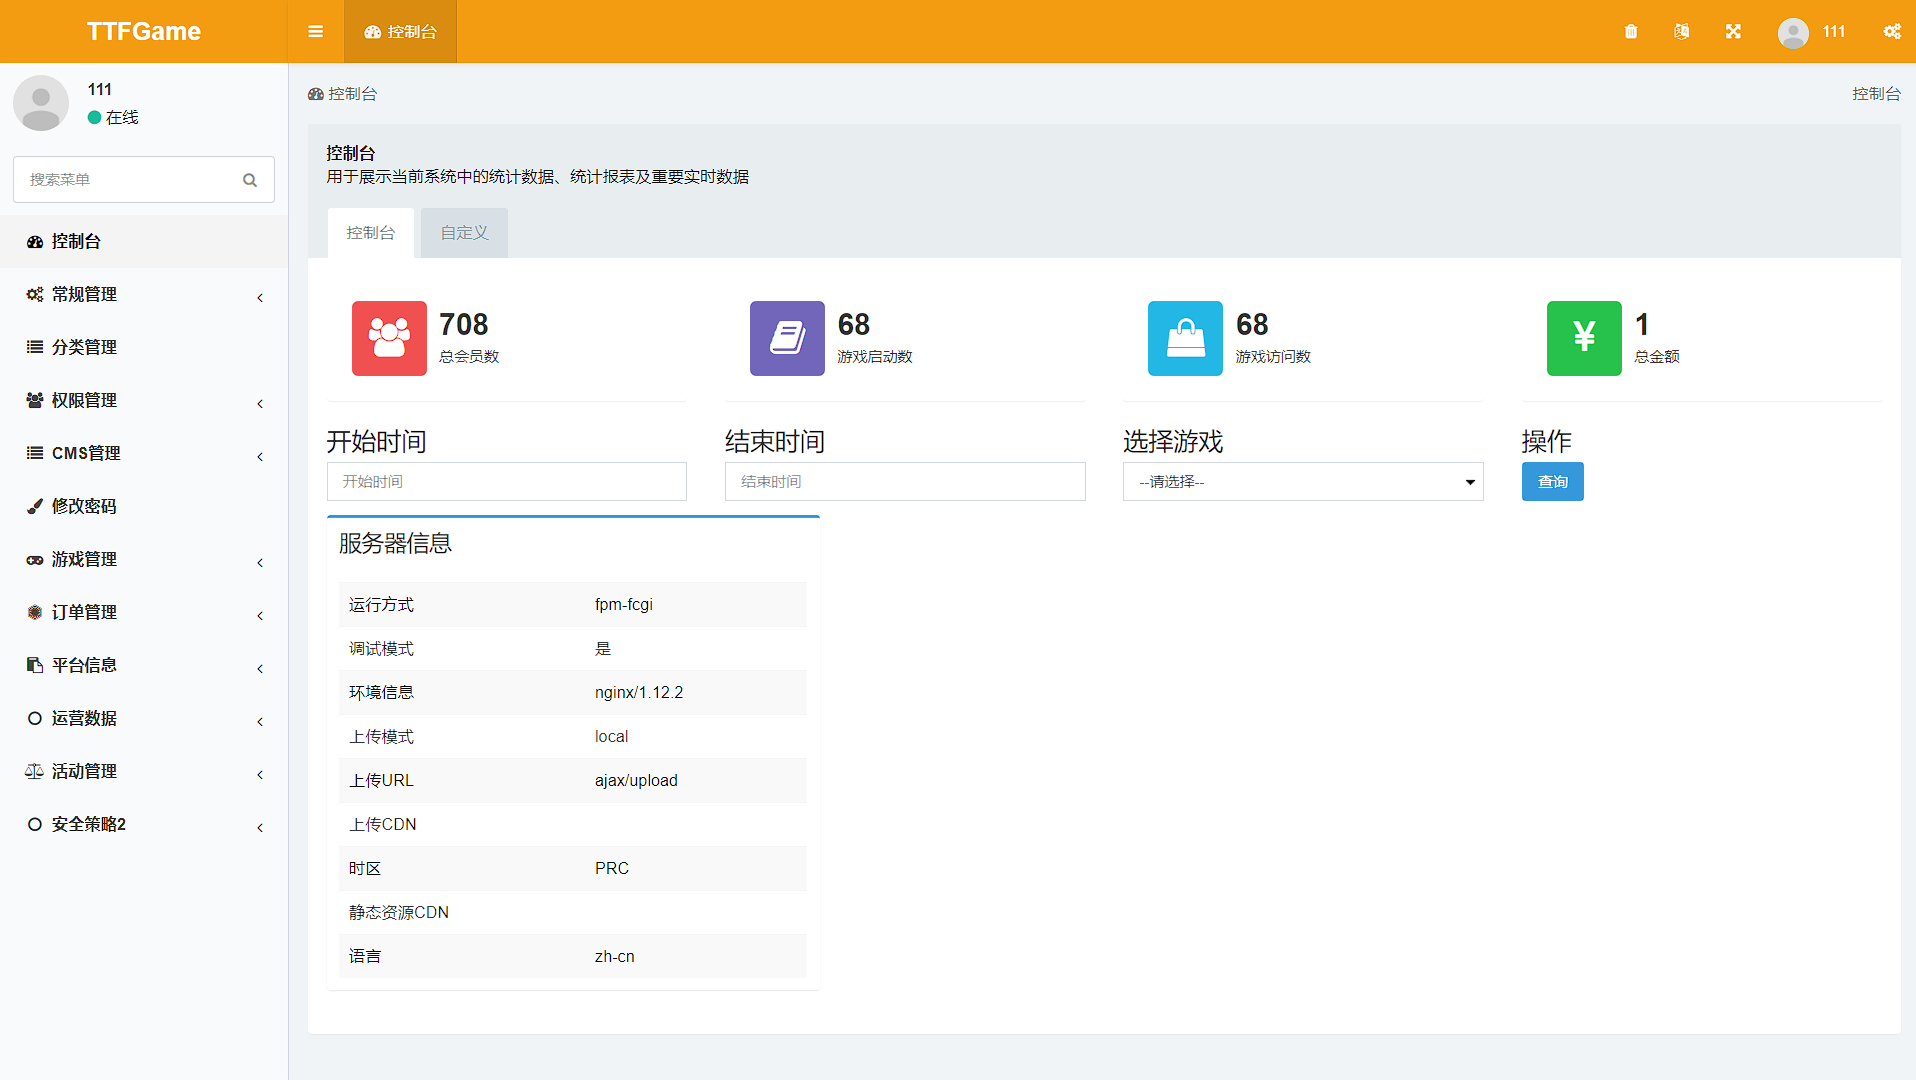 TTFGame
控制台
111
111
在线
搜索菜单
控制台
常规管理
分类管理
权限管理
CMS管理
修改密码
游戏管理
订单管理
平台信息
运营数据
活动管理
安全策略2
控制台
控制台
控制台
用于展示当前系统中的统计数据、统计报表及重要实时数据
控制台
自定义
708
总会员数
68
游戏启动数
68
游戏访问数
¥
1
总金额
开始时间
开始时间
结束时间
结束时间
选择游戏
--请选择--
操作
查询
服务器信息
运行方式 fpm-fcgi
调试模式 是
环境信息 nginx/1.12.2
上传模式 local
上传URL ajax/upload
上传CDN
时区 PRC
静态资源CDN
语言 zh-cn